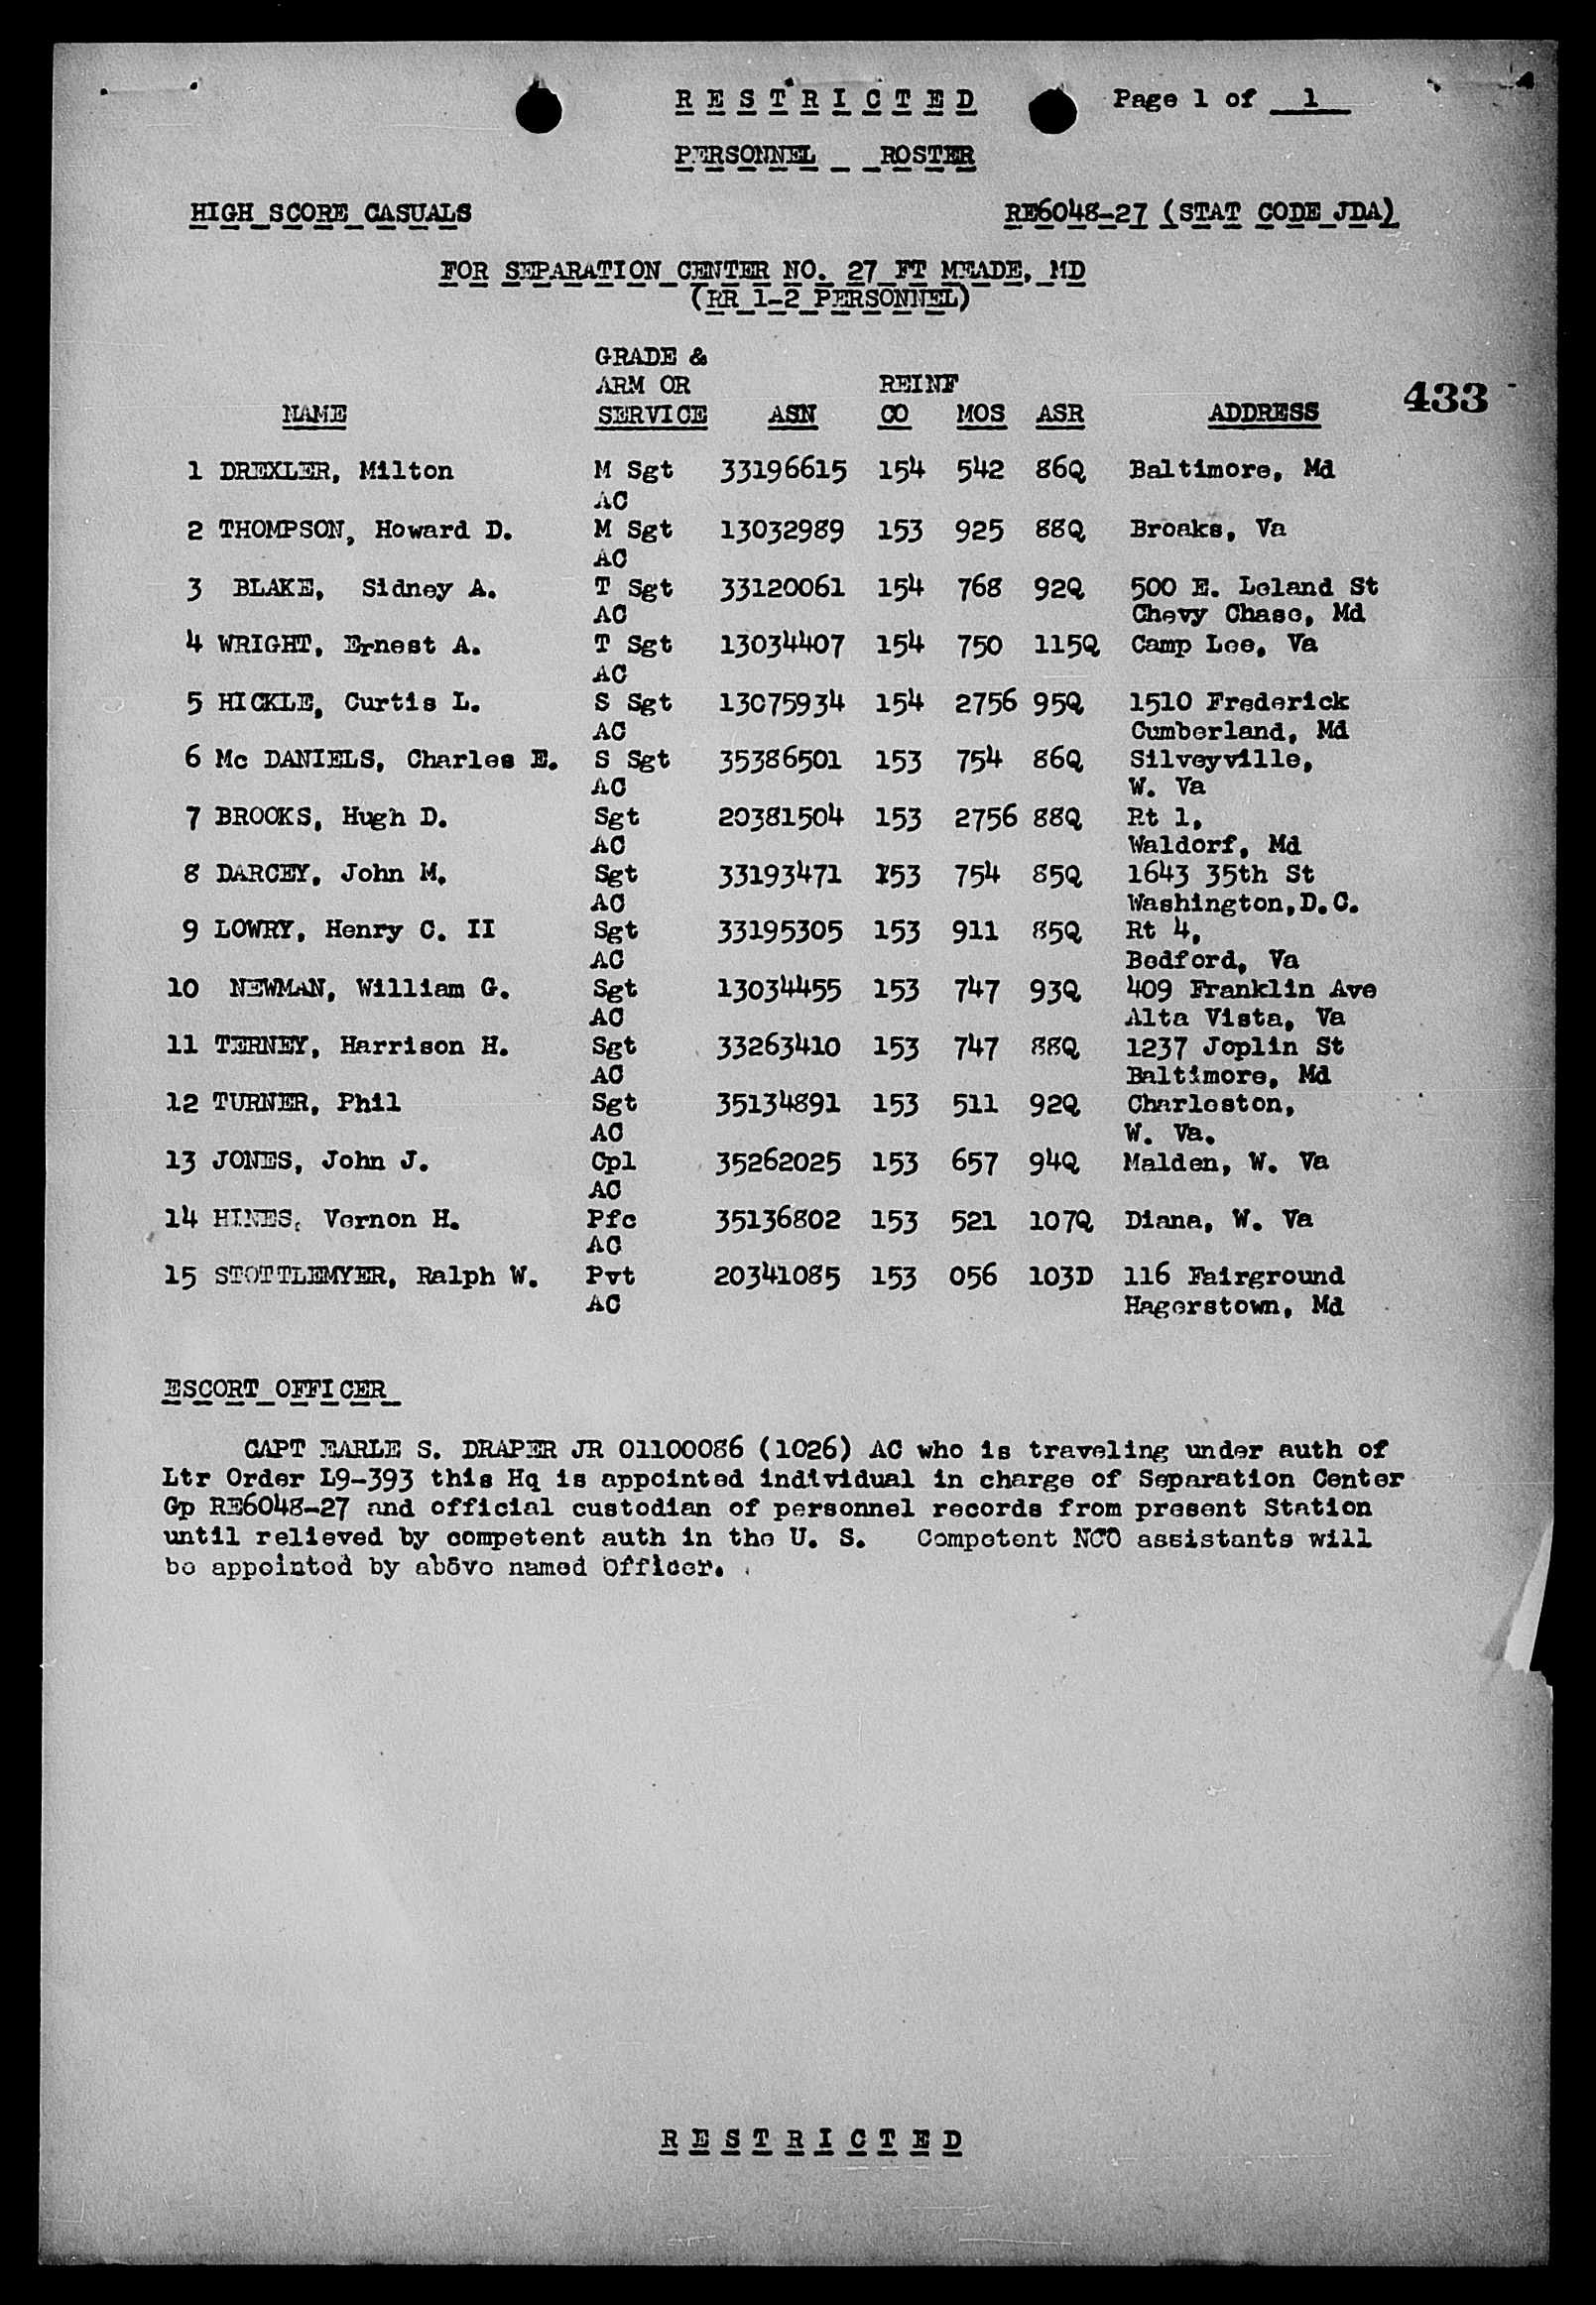 RESTRICTED Page 1 of 1
PERSONNEL ROSTER
HIGH SCORE CASUALS RE6048-27 (STAT CODE JDA)
FOR SEPARATION CENTER NO. 27 FT MEADE, MD
(RR 1-2 PERSONNEL)
GRADE &
ARM OR REINF
433
NAME SERVICE ASN CO MOS ASR ADDRESS
1 DREXLER, Milton M Sgt 33196615 154 542 86Q Baltimore, Md
AC
2 THOMPSON, Howard D. M Sgt 13032989 153 925 88Q Broaks, Va
AC
3 BLAKE, Sidney A. T Sgt 33120061 154 768 92Q 500 E. Leland St
AC Chevy Chase, Md
4 WRIGHT, Ernest A. T Sgt 13034407 154 750 115Q Camp Lee, Va
AC
5 HICKLE, Curtis L. S Sgt 13075934 154 2756 95Q 1510 Frederick
AC Cumberland, Md
6 Mc DANIELS, Charles E. S Sgt 35386501 153 754 86Q Silveyville,
AC W. Va
7 BROOKS, Hugh D. Sgt 20381504 153 2756 88Q Rt 1,
AC Waldorf, Md
8 DARCEY, John M. Sgt 33193471 153 754 85Q 1643 35th St
AC Washington,D.C.
9 LOWRY, Henry C. II Sgt 33195305 153 911 85Q Rt 4,
AC Bedford, Va
10 NEWMAN, William G. Sgt 13034455 153 747 93Q 409 Franklin Ave
AC Alta Vista, Va
11 TERNEY, Harrison H. Sgt 33263410 153 747 88Q 1237 Joplin St
AC Baltimore, Md
12 TURNER, Phil Sgt 35134891 153 511 92Q Charleston,
AC W. Va.
13 JONES, John J. Cpl 35262025 153 657 94Q Malden, W. Va
AC
14 HINES, Vernon H. Pfc 35136802 153 521 107Q Diana, W. Va
AC
15 STOTTLEMYER, Ralph W. Pvt 20341085 153 056 103D 116 Fairground
AC Hagerstown, Md
ESCORT OFFICER
CAPT EARLE S. DRAPER JR 01100086 (1026) AC who is traveling under auth of
Ltr Order L9-393 this Hq is appointed individual in charge of Separation Center
Gp RE6048-27 and official custodian of personnel records from present Station
until relieved by competent auth in the U. S. Competent NCO assistants will
be appointed by above named Officer.
RESTRICTED